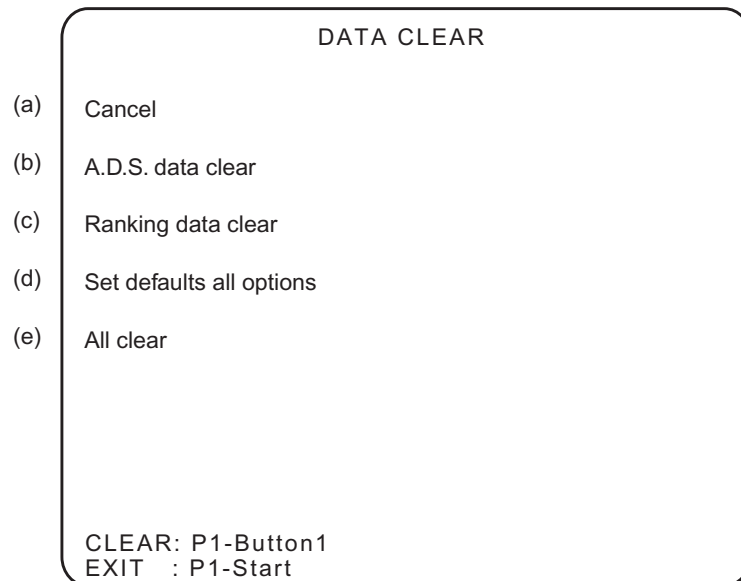 DATA CLEAR
(a) Cancel
(b) A.D.S. data clear
(c) Ranking data clear
(d) Set defaults all options
(e) All clear
CLEAR: P1-Button1
EXIT : P1-Start